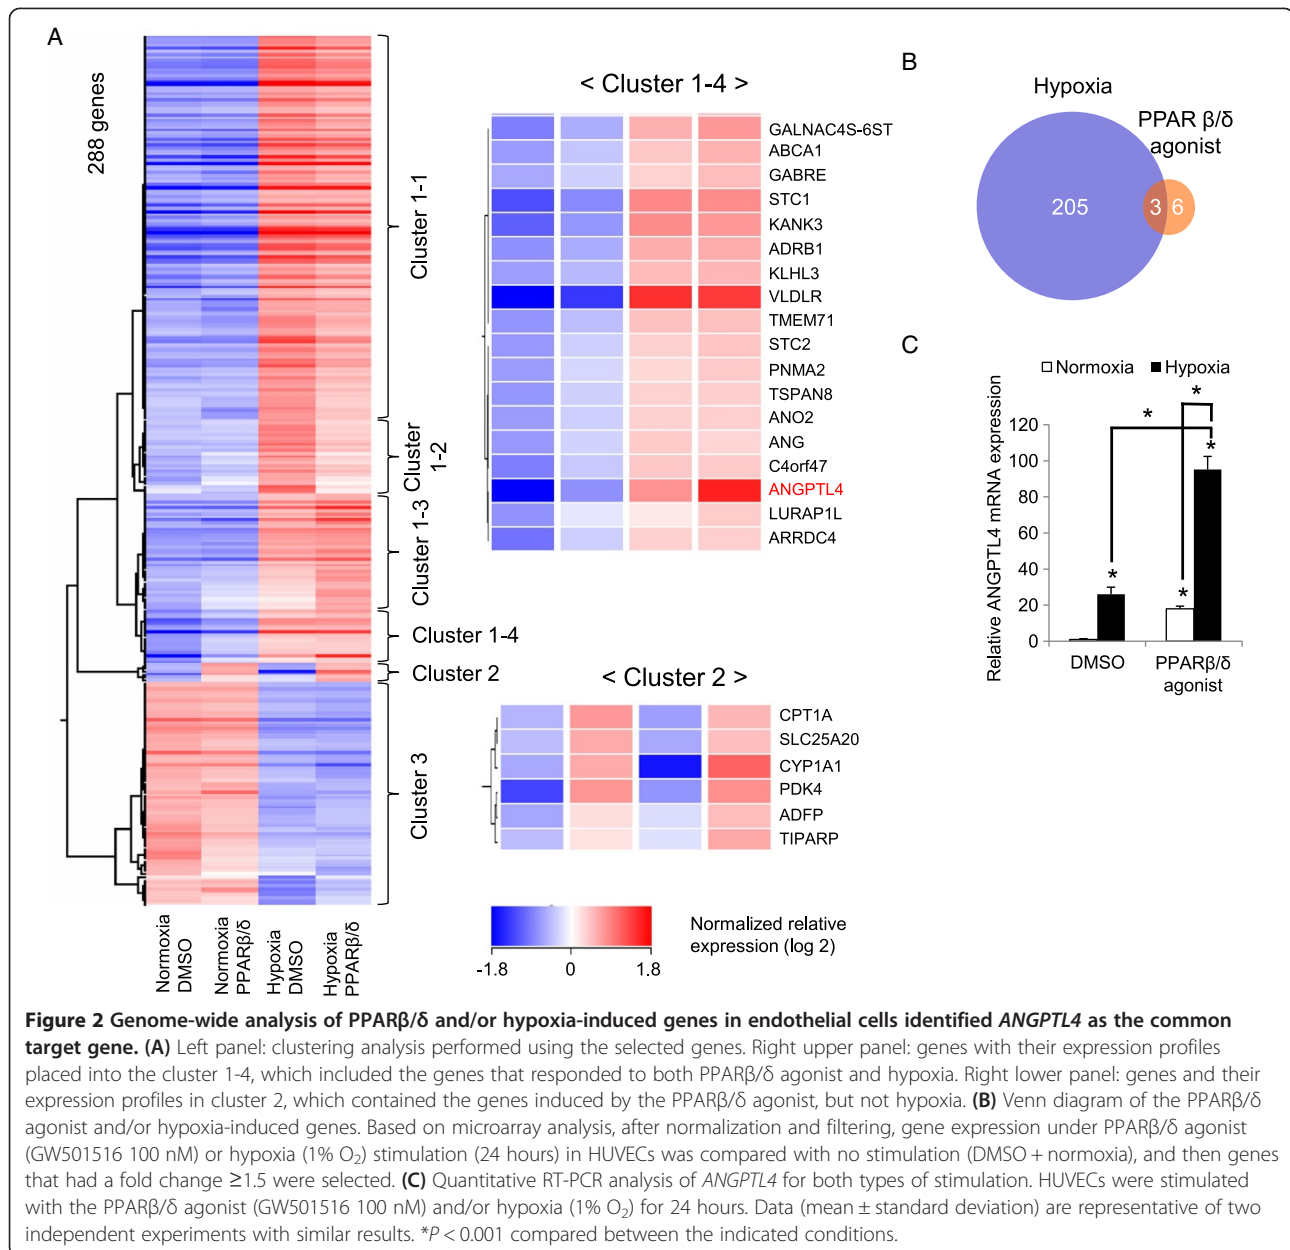 A
288 genes
Cluster 1-1
Cluster
1-2
Cluster 1-3
Cluster 1-4
Cluster 2
Cluster 3
Normoxia
DMSO
Normoxia
PPARβ/δ
Hypoxia
DMSO
Hypoxia
PPARβ/δ
< Cluster 1-4 >
GALNAC4S-6ST
ABCA1
GABRE
STC1
KANK3
ADRB1
KLHL3
VLDLR
TMEM71
STC2
PNMA2
TSPAN8
ANO2
ANG
C4orf47
ANGPTL4
LURAP1L
ARRDC4
< Cluster 2 >
CPT1A
SLC25A20
CYP1A1
PDK4
ADFP
TIPARP
Normalized relative
expression (log 2)
-1.8 0 1.8
B
Hypoxia
PPAR β/δ
agonist
205 3 6
C
Normoxia Hypoxia
Relative ANGPTL4 mRNA expression
120
100
80
60
40
20
0
* * * * *
DMSO PPARβ/δ
agonist
Figure 2 Genome-wide analysis of PPARβ/δ and/or hypoxia-induced genes in endothelial cells identified ANGPTL4 as the common
target gene. (A) Left panel: clustering analysis performed using the selected genes. Right upper panel: genes with their expression profiles
placed into the cluster 1-4, which included the genes that responded to both PPARβ/δ agonist and hypoxia. Right lower panel: genes and their
expression profiles in cluster 2, which contained the genes induced by the PPARβ/δ agonist, but not hypoxia. (B) Venn diagram of the PPARβ/δ
agonist and/or hypoxia-induced genes. Based on microarray analysis, after normalization and filtering, gene expression under PPARβ/δ agonist
(GW501516 100 nM) or hypoxia (1% O₂) stimulation (24 hours) in HUVECs was compared with no stimulation (DMSO + normoxia), and then genes
that had a fold change ≥1.5 were selected. (C) Quantitative RT-PCR analysis of ANGPTL4 for both types of stimulation. HUVECs were stimulated
with the PPARβ/δ agonist (GW501516 100 nM) and/or hypoxia (1% O₂) for 24 hours. Data (mean ± standard deviation) are representative of two
independent experiments with similar results. *P < 0.001 compared between the indicated conditions.